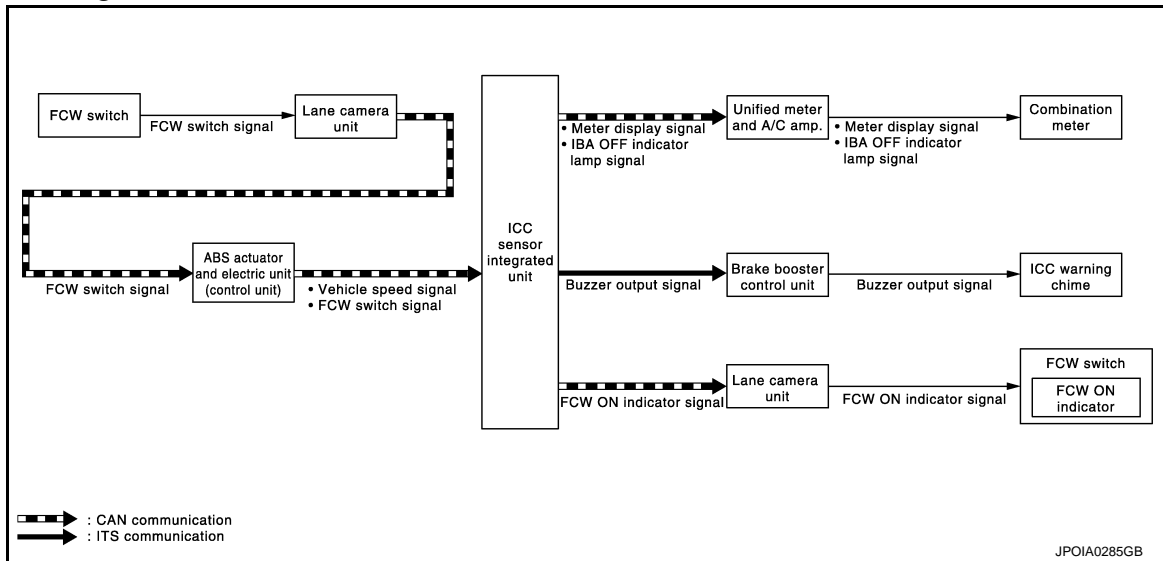 FCW switch
FCW switch signal
Lane camera
unit
FCW switch signal
ABS actuator
and electric unit
(control unit)
• Vehicle speed signal
• FCW switch signal
ICC
sensor
integrated
unit
• Meter display signal
• IBA OFF indicator
lamp signal
Unified meter
and A/C amp.
• Meter display signal
• IBA OFF indicator
lamp signal
Combination
meter
Buzzer output signal
Brake booster
control unit
Buzzer output signal
ICC warning
chime
FCW ON indicator signal
Lane camera
unit
FCW ON indicator signal
FCW switch
FCW ON
indicator
: CAN communication
: ITS communication
JPOIA0285GB